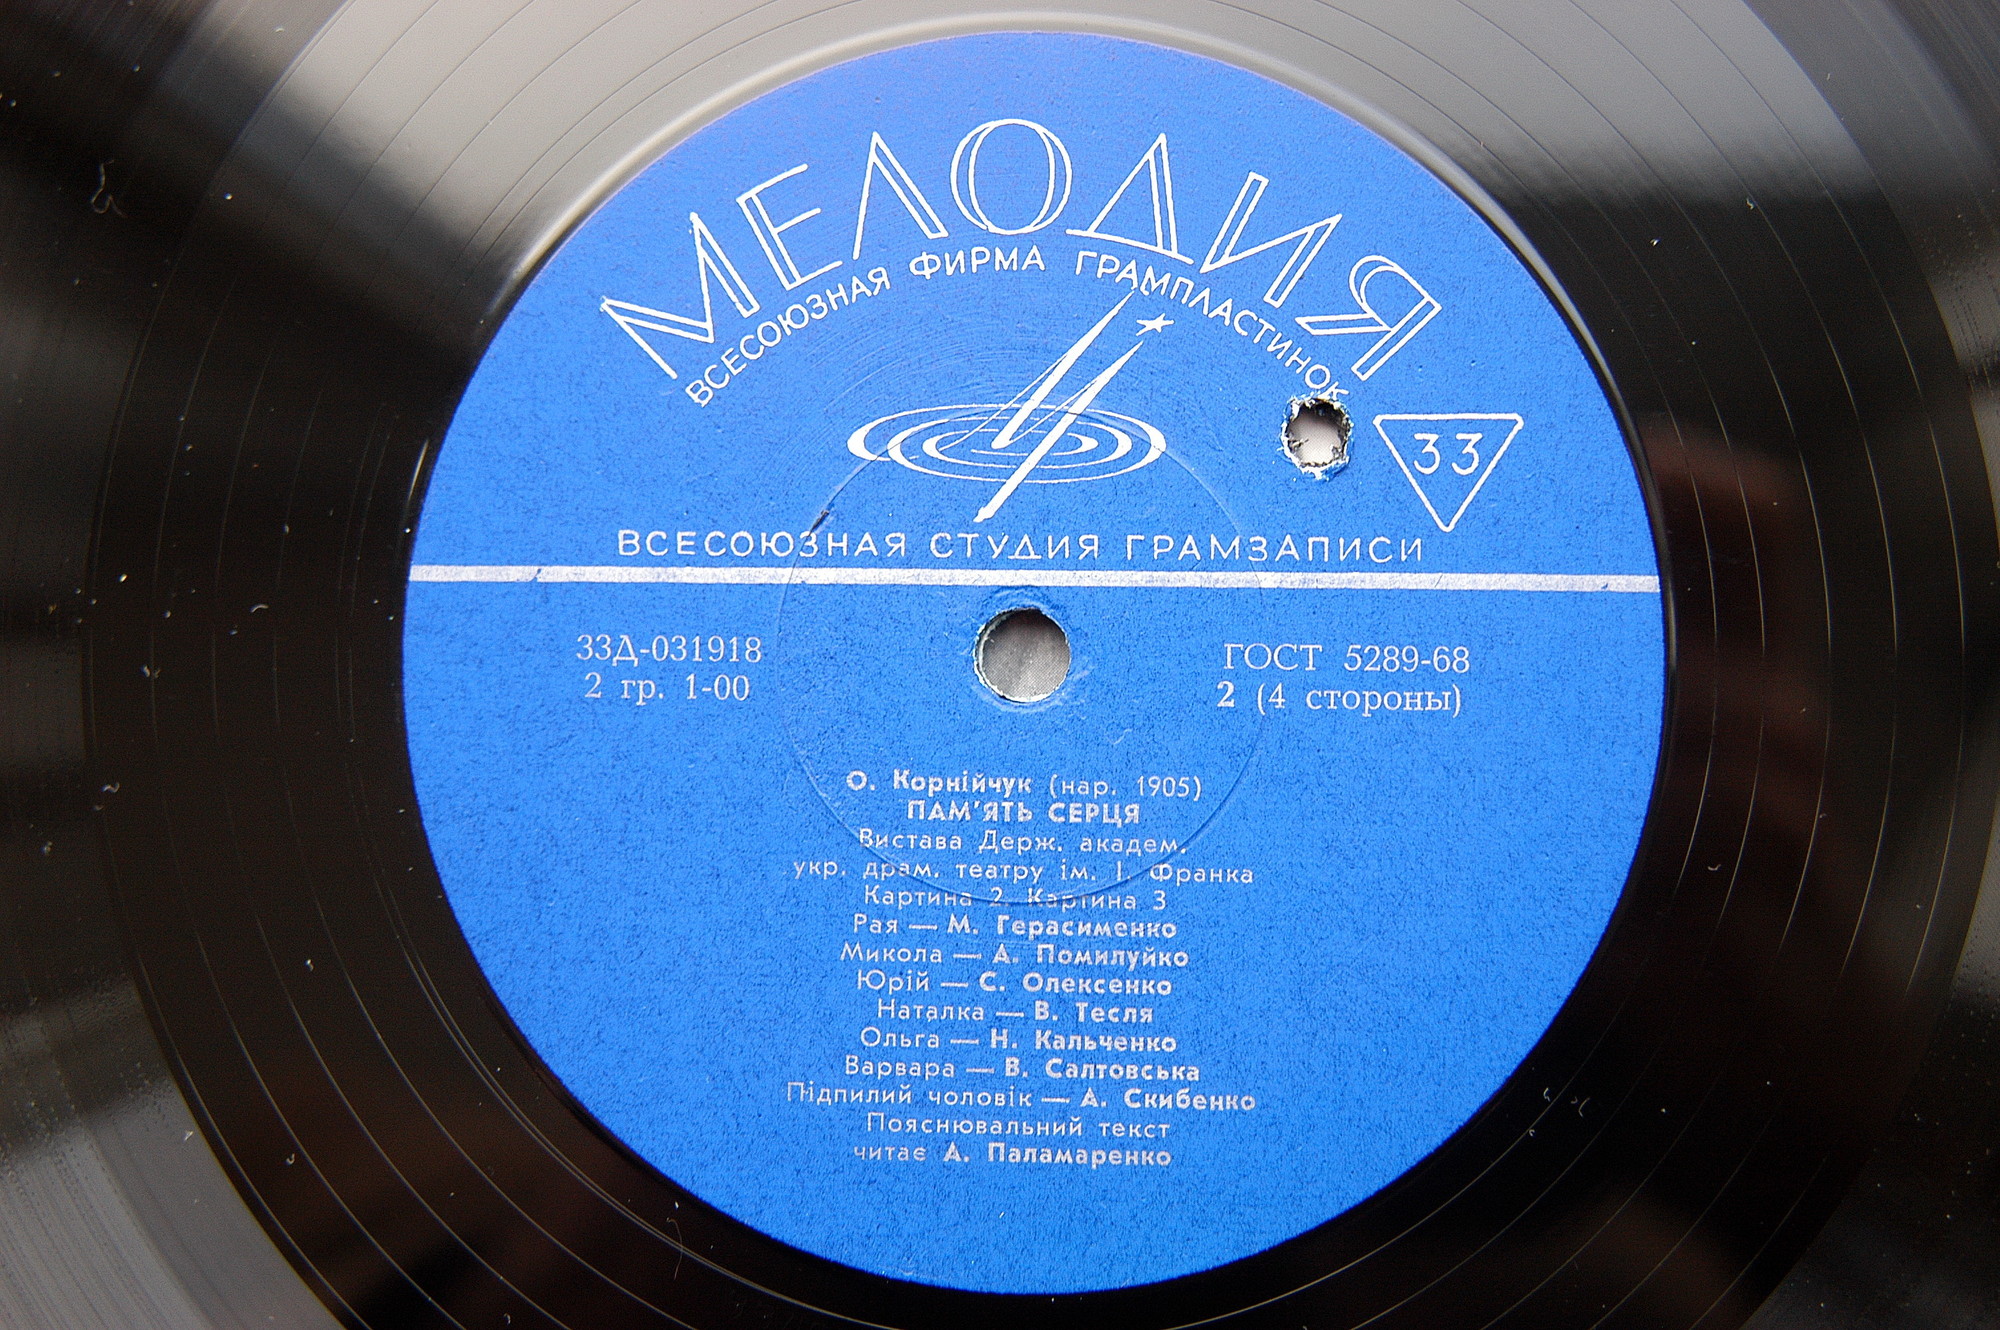 МЕЛОДИЯ
ВСЕСОЮЗНАЯ ФИРМА ГРАМПЛАСТИНОК
33
ВСЕСОЮЗНАЯ СТУДИЯ ГРАМЗАПИСИ
33Д-031918
2 гр. 1-00
ГОСТ 5289-68
2 (4 стороны)
О. Корнійчук (нар. 1905)
ПАМ'ЯТЬ СЕРЦЯ
Вистава Держ. академ.
укр. драм. театру ім. І. Франка
Картина 2. Картина 3
Рая — М. Герасименко
Микола — А. Помилуйко
Юрій — С. Олексенко
Наталка — В. Тесля
Ольга — Н. Кальченко
Варвара — В. Салтовська
Підпилий чоловік — А. Скибенко
Пояснювальний текст
читає А. Паламаренко